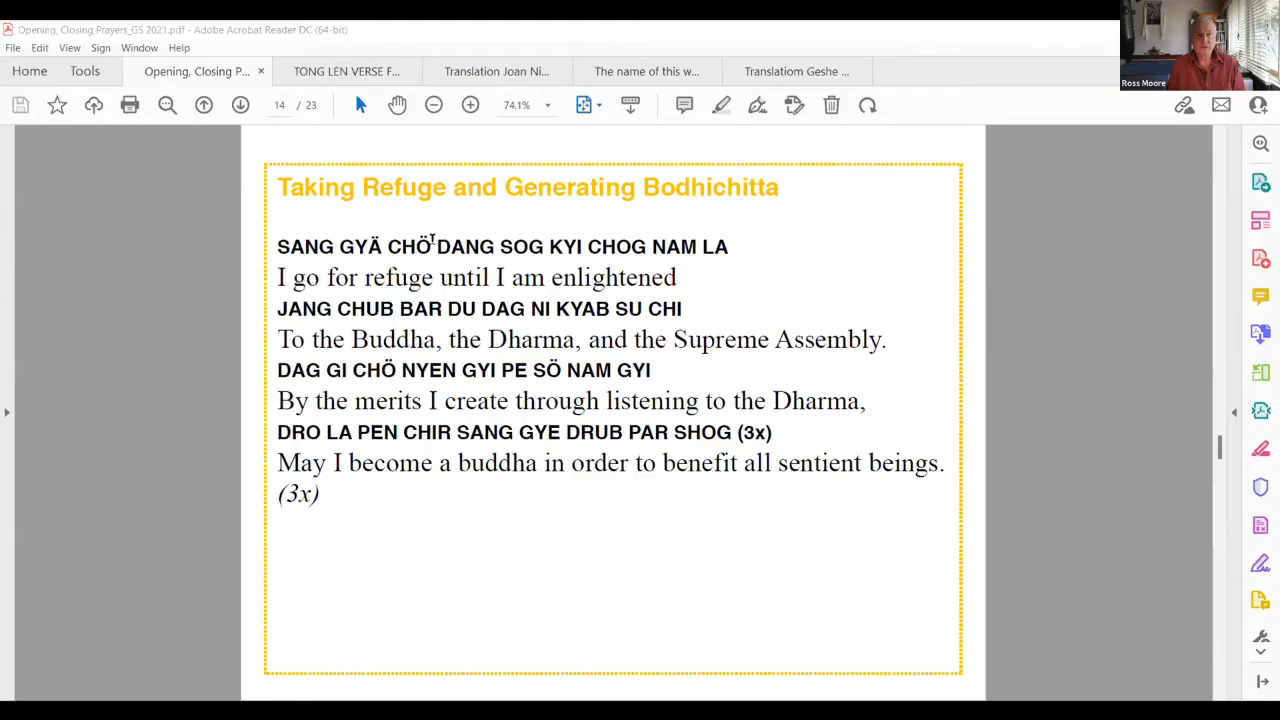 Opening, Closing Prayers_GS 2021.pdf - Adobe Acrobat Reader DC (64-bit)
File Edit View Sign Window Help
Home Tools Opening, Closing P... × TONG LEN VERSE F... Translation Joan Ni... The name of this w... Translatiom Geshe ...
14 / 23 74.1%
Ross Moore
Taking Refuge and Generating Bodhichitta
SANG GYÄ CHÖ DANG SOG KYI CHOG NAM LA
I go for refuge until I am enlightened
JANG CHUB BAR DU DAG NI KYAB SU CHI
To the Buddha, the Dharma, and the Supreme Assembly.
DAG GI CHÖ NYEN GYI PE SÖ NAM GYI
By the merits I create through listening to the Dharma,
DRO LA PEN CHIR SANG GYE DRUB PAR SHOG (3x)
May I become a buddha in order to benefit all sentient beings.
(3x)